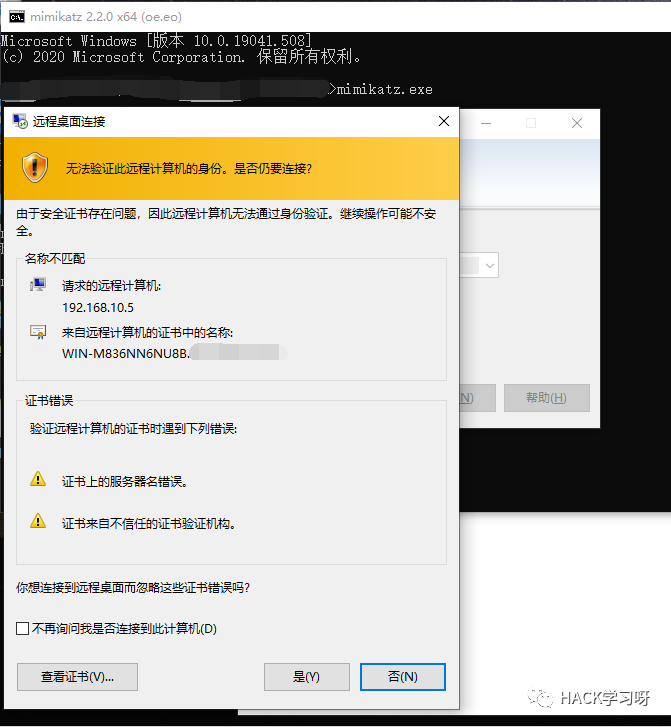 mimikatz 2.2.0 x64 (oe.eo)
Microsoft Windows [版本 10.0.19041.508]
(c) 2020 Microsoft Corporation. 保留所有权利。
>mimikatz.exe
远程桌面连接
无法验证此远程计算机的身份。是否仍要连接?
由于安全证书存在问题，因此远程计算机无法通过身份验证。继续操作可能不安
全。
名称不匹配
请求的远程计算机:
192.168.10.5
来自远程计算机的证书中的名称:
WIN-M836NN6NU8B.
证书错误
验证远程计算机的证书时遇到下列错误:
证书上的服务器名错误。
证书来自不信任的证书验证机构。
你想连接到远程桌面而忽略这些证书错误吗?
不再询问我是否连接到此计算机(D)
查看证书(V)...
是(Y)
否(N)
N)
帮助(H)
HACK学习呀